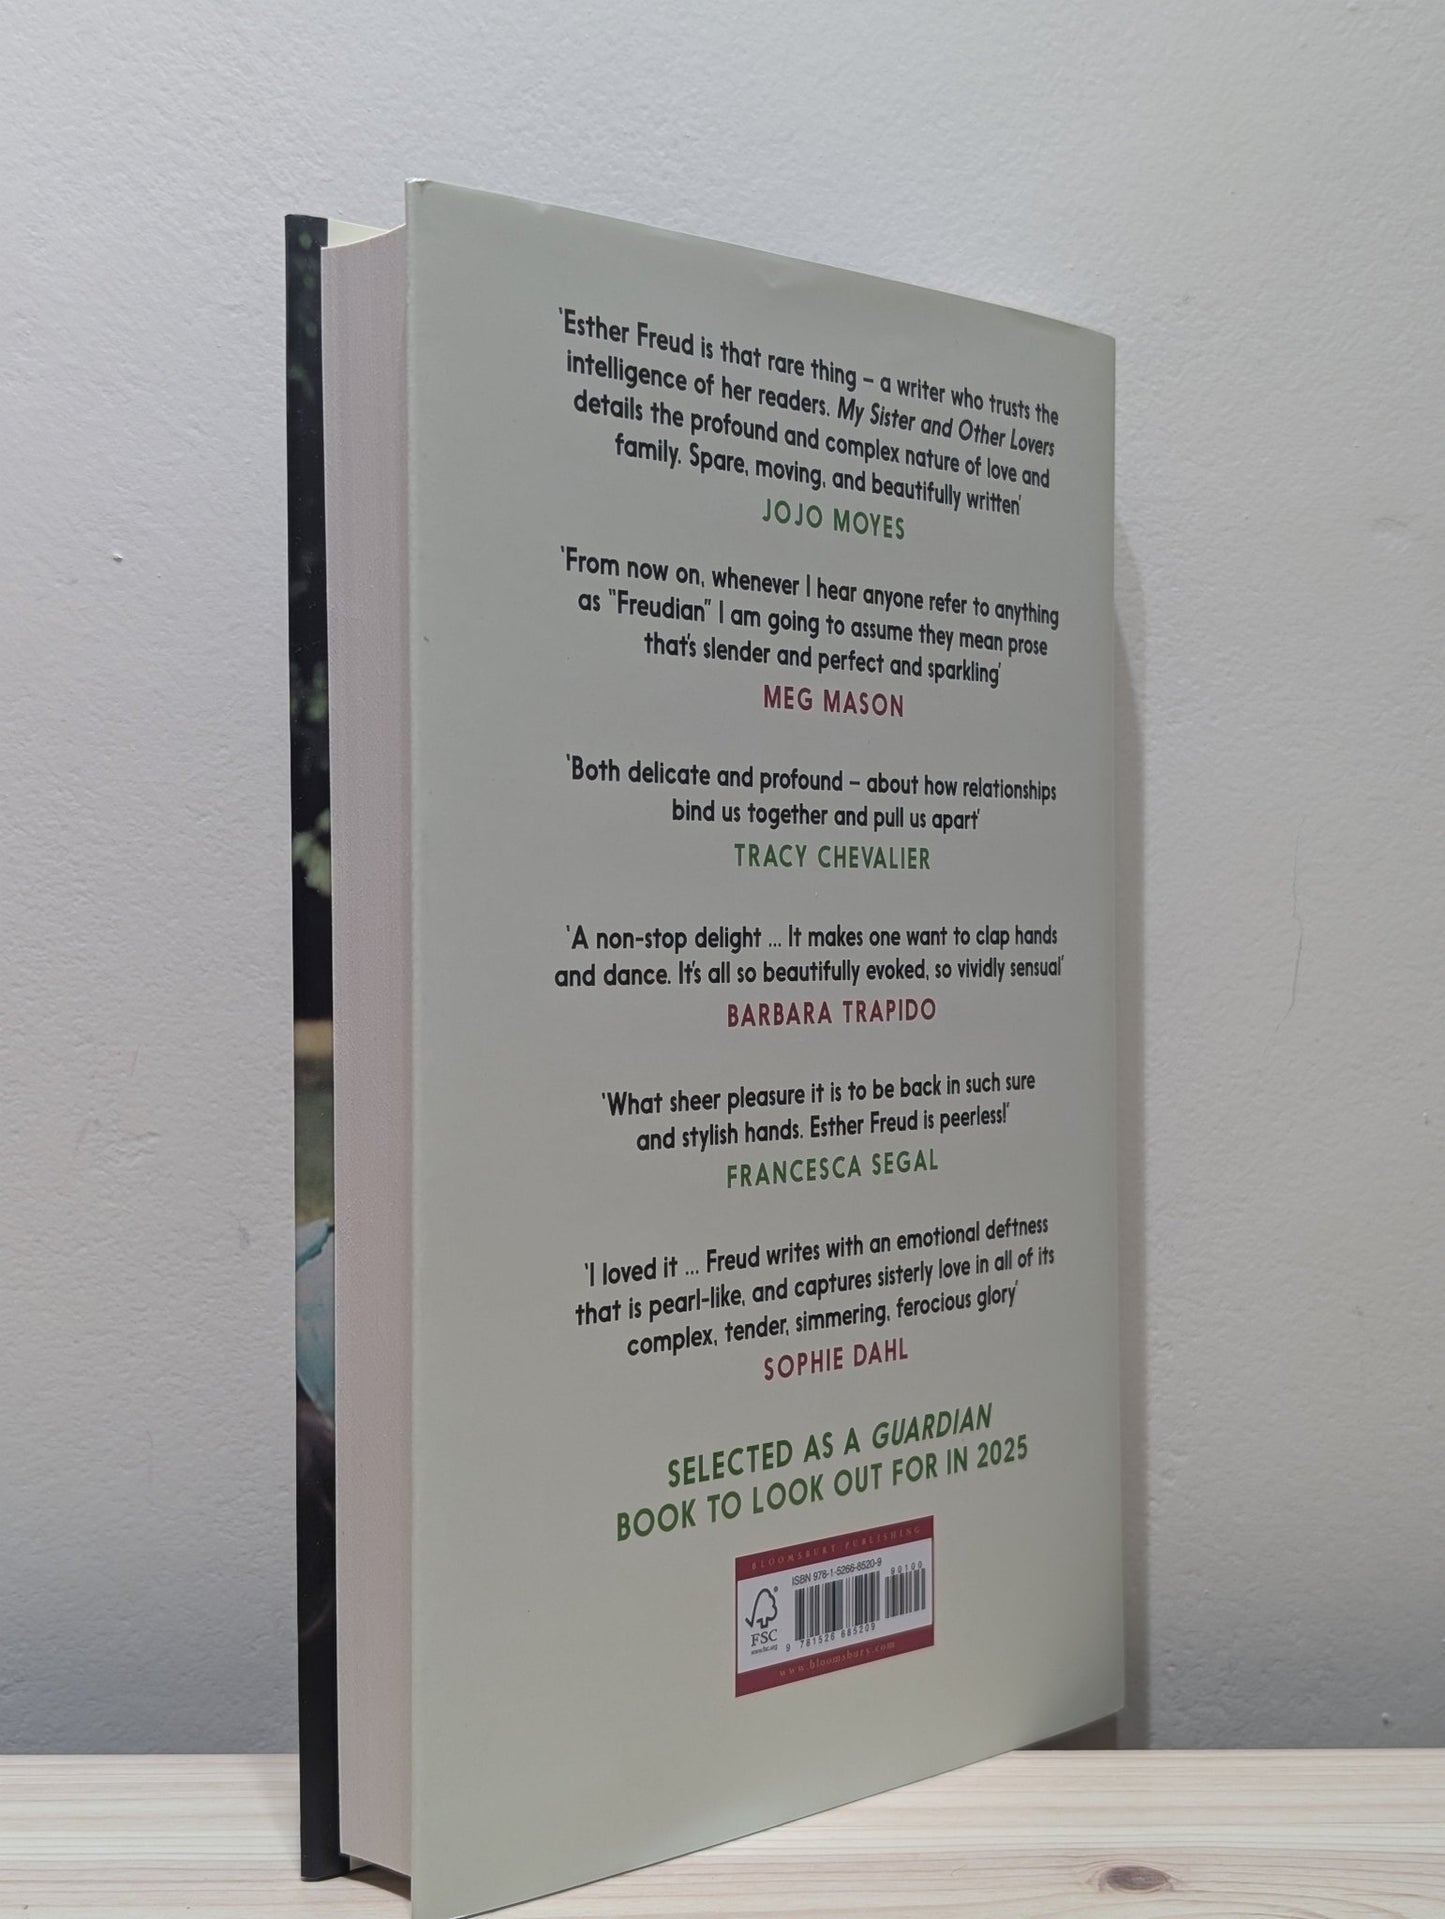 'Esther Freud is that rare thing – a writer who trusts the
intelligence of her readers. My Sister and Other Lovers
details the profound and complex nature of love and
family. Spare, moving, and beautifully written'
JOJO MOYES
'From now on, whenever I hear anyone refer to anything
as "Freudian" I am going to assume they mean prose
that's slender and perfect and sparkling'
MEG MASON
'Both delicate and profound – about how relationships
bind us together and pull us apart'
TRACY CHEVALIER
'A non-stop delight ... It makes one want to clap hands
and dance. It's all so beautifully evoked, so vividly sensual'
BARBARA TRAPIDO
'What sheer pleasure it is to be back in such sure
and stylish hands. Esther Freud is peerless!'
FRANCESCA SEGAL
'I loved it ... Freud writes with an emotional deftness
that is pearl-like, and captures sisterly love in all of its
complex, tender, simmering, ferocious glory'
SOPHIE DAHL
SELECTED AS A GUARDIAN
BOOK TO LOOK OUT FOR IN 2025
BLOOMSBURY PUBLISHING
ISBN 978-1-5266-8520-9
90100
FSC
www.fsc.org
9 781526 685209
www.bloomsbury.com